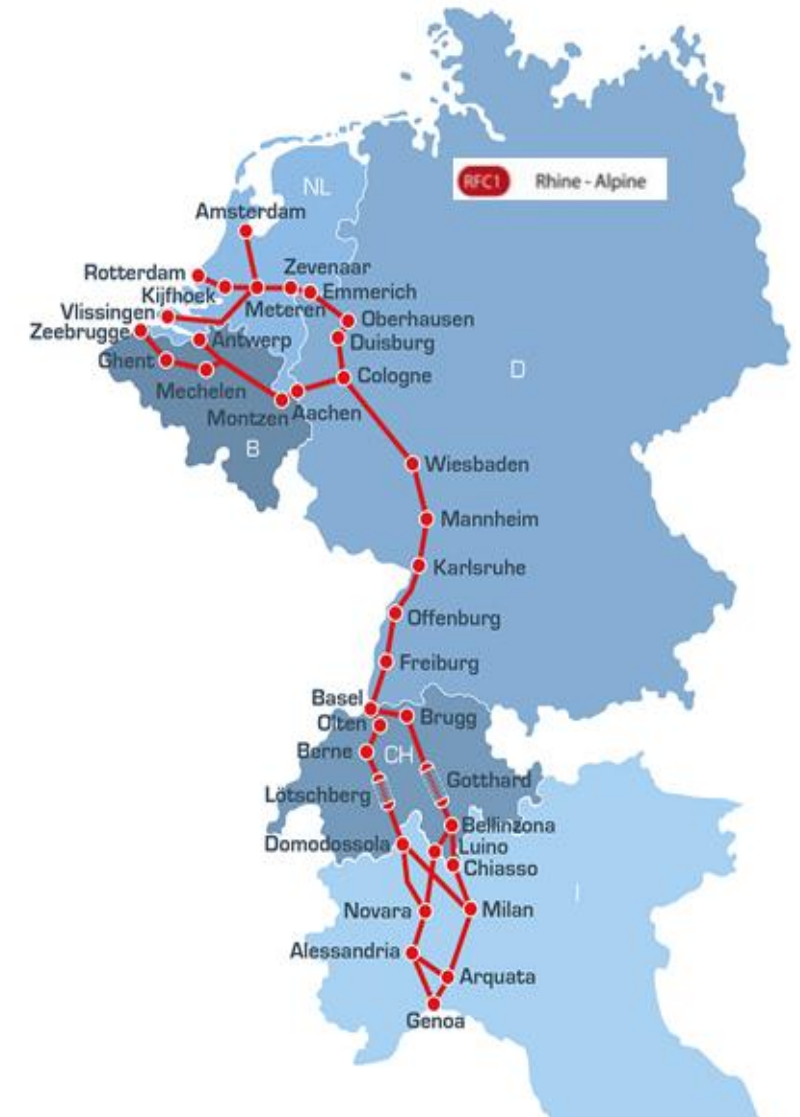 RFC1 Rhine - Alpine
NL
Amsterdam
Rotterdam
Zevenaar
Kijfhoek
Meteren
Emmerich
Vlissingen
Oberhausen
Zeebrugge
Antwerp
Duisburg
Ghent
Cologne
D
Mechelen
Montzen
Aachen
B
Wiesbaden
Mannheim
Karlsruhe
Offenburg
Freiburg
Basel
Brugg
Olten
Berne
CH
Gotthard
Lötschberg
Bellinzona
Domodossola
Luino
Chiasso
I
Novara
Milan
Alessandria
Arquata
Genoa